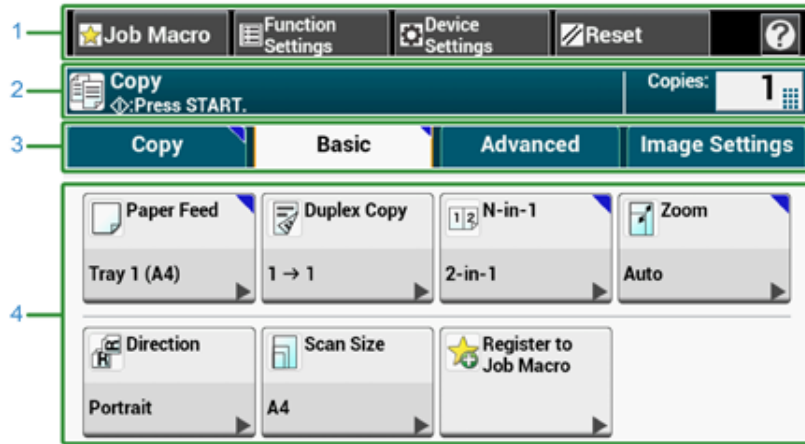 1
Job Macro
Function
Settings
Device
Settings
Reset
?
2
Copy
:Press START.
Copies:
1
3
Copy
Basic
Advanced
Image Settings
4
Paper Feed
Tray 1 (A4)
Duplex Copy
1 → 1
1 2
N-in-1
2-in-1
Zoom
Auto
R
R
Direction
Portrait
Scan Size
A4
Register to
Job Macro